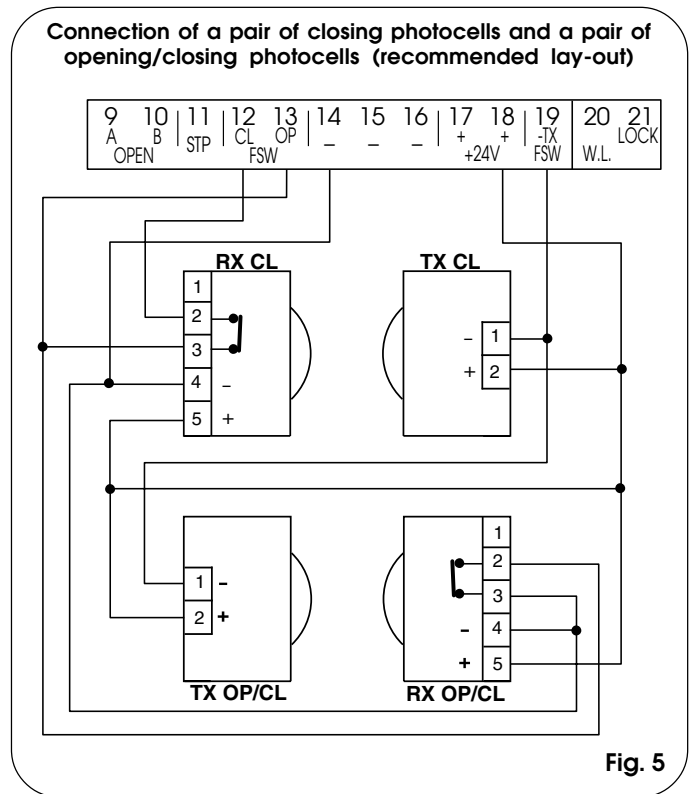 Connection of a pair of closing photocells and a pair of
opening/closing photocells (recommended lay-out)
9 10 11 12 13 14 15 16 17 18 19 20 21
A B STP CL OP _ _ _ + + -TX LOCK
OPEN FSW +24V FSW W.L.
RX CL TX CL
1
2
3
4 –
5 +
– 1
+ 2
1 -
2 +
1
2
3
- 4
+ 5
TX OP/CL RX OP/CL
Fig. 5